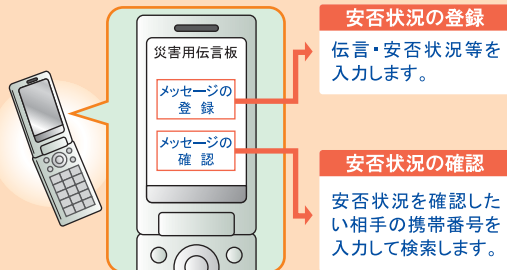 災害用伝言板
メッセージの
登 録
メッセージの
確 認
安否状況の登録
伝言・安否状況等を
入力します。
安否状況の確認
安否状況を確認した
い相手の携帯番号を
入力して検索します。